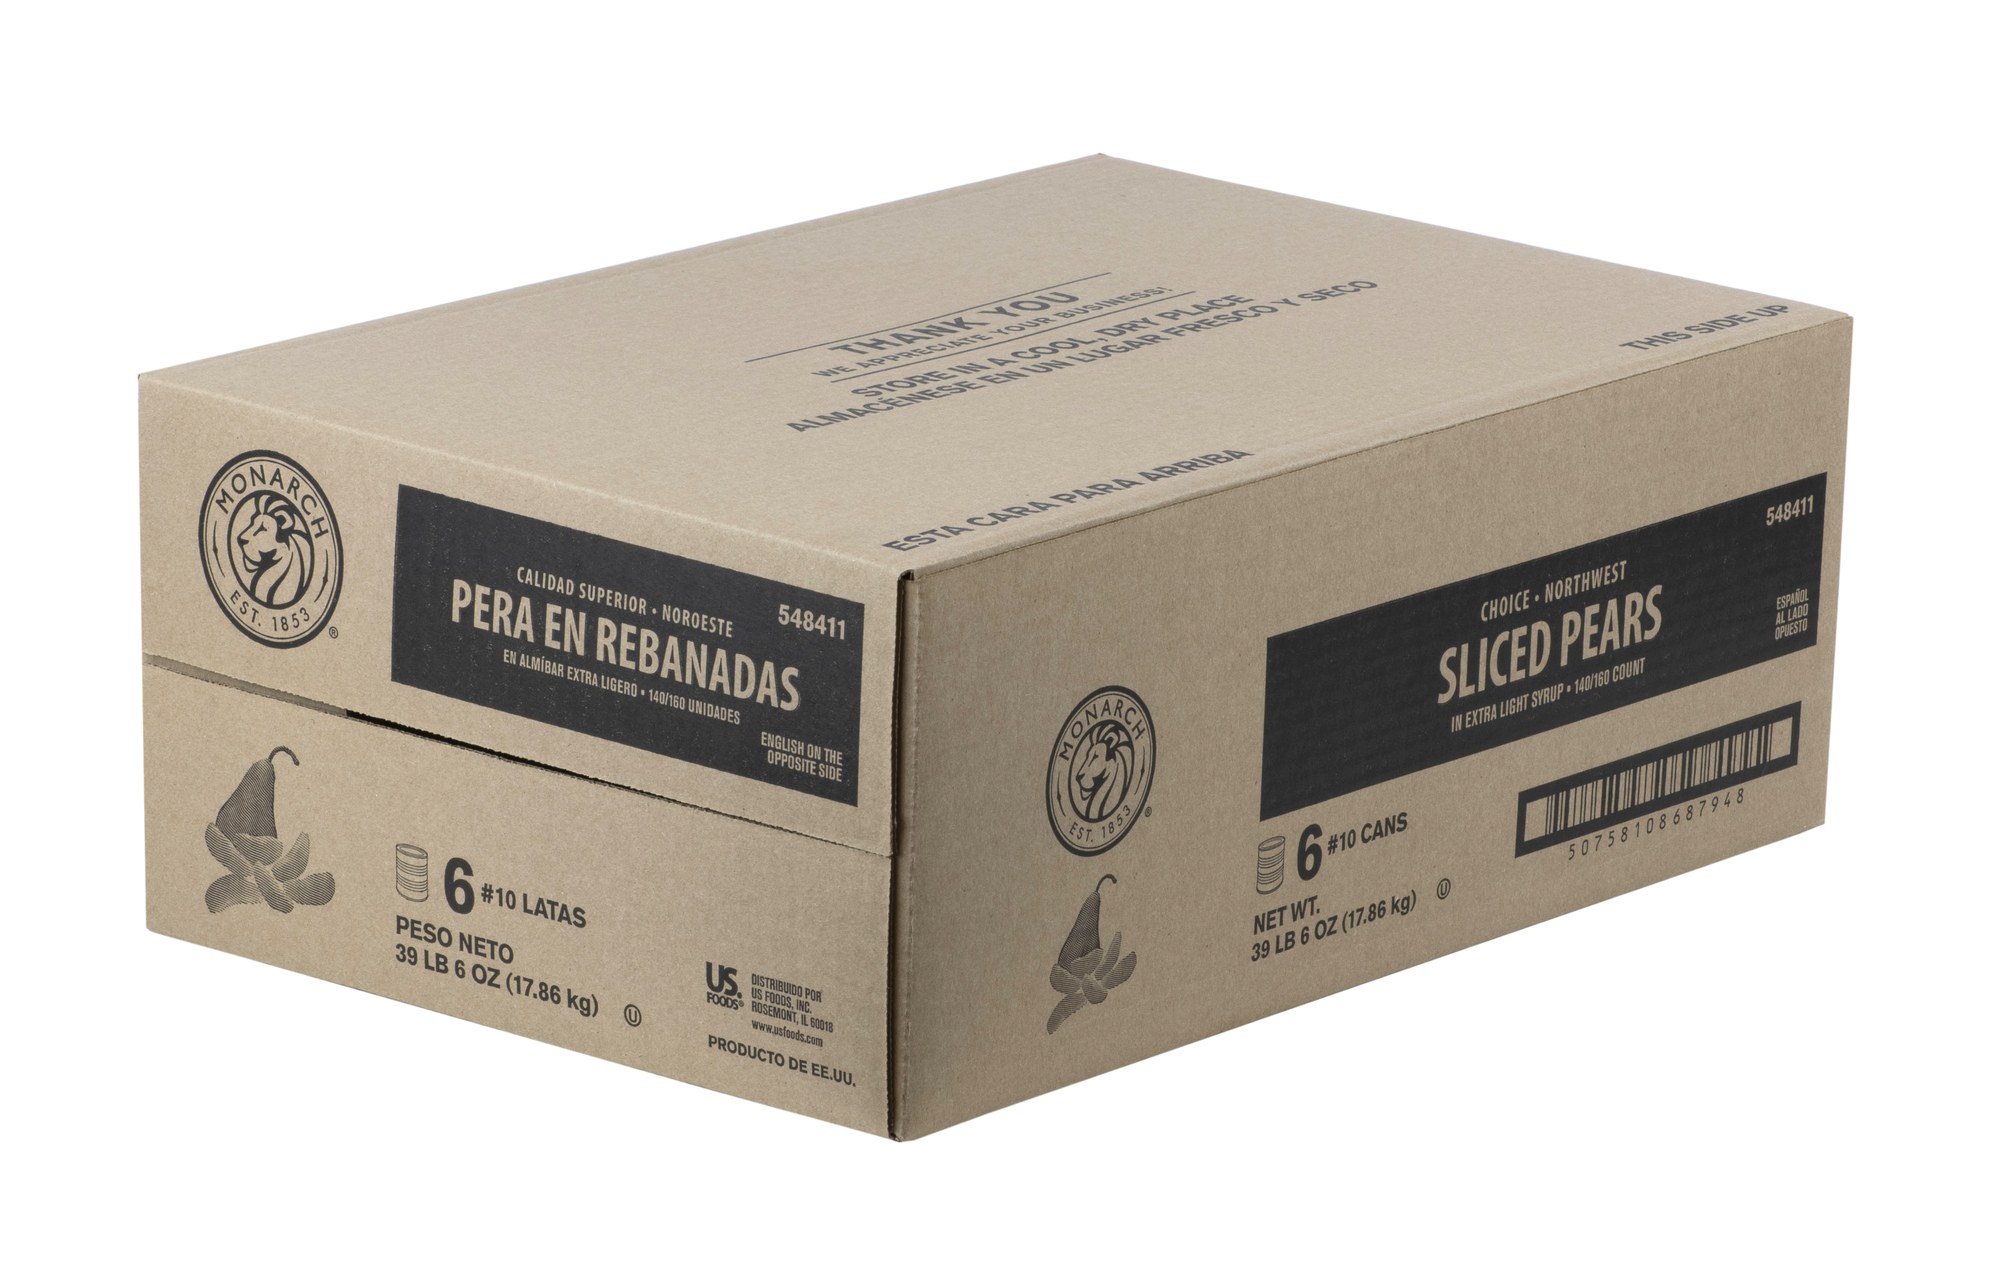 THANK YOU
WE APPRECIATE YOUR BUSINESS!
STORE IN A COOL, DRY PLACE
ALMACÉNESE EN UN LUGAR FRESCO Y SECO
THIS SIDE UP
ESTA CARA PARA ARRIBA
MONARCH
EST. 1853
®
CALIDAD SUPERIOR • NOROESTE
548411
PERA EN REBANADAS
EN ALMÍBAR EXTRA LIGERO • 140/160 UNIDADES
ENGLISH ON THE
OPPOSITE SIDE
6 #10 LATAS
PESO NETO
39 LB 6 OZ (17.86 kg)
U
US.
FOODS®
DISTRIBUIDO POR
US FOODS, INC.
ROSEMONT, IL 60018
www.usfoods.com
PRODUCTO DE EE.UU.
548411
CHOICE • NORTHWEST
SLICED PEARS
IN EXTRA LIGHT SYRUP • 140/160 COUNT
ESPAÑOL
AL LADO
OPUESTO
MONARCH
EST. 1853
®
6 #10 CANS
NET WT.
39 LB 6 OZ (17.86 kg)
U
50758108687948